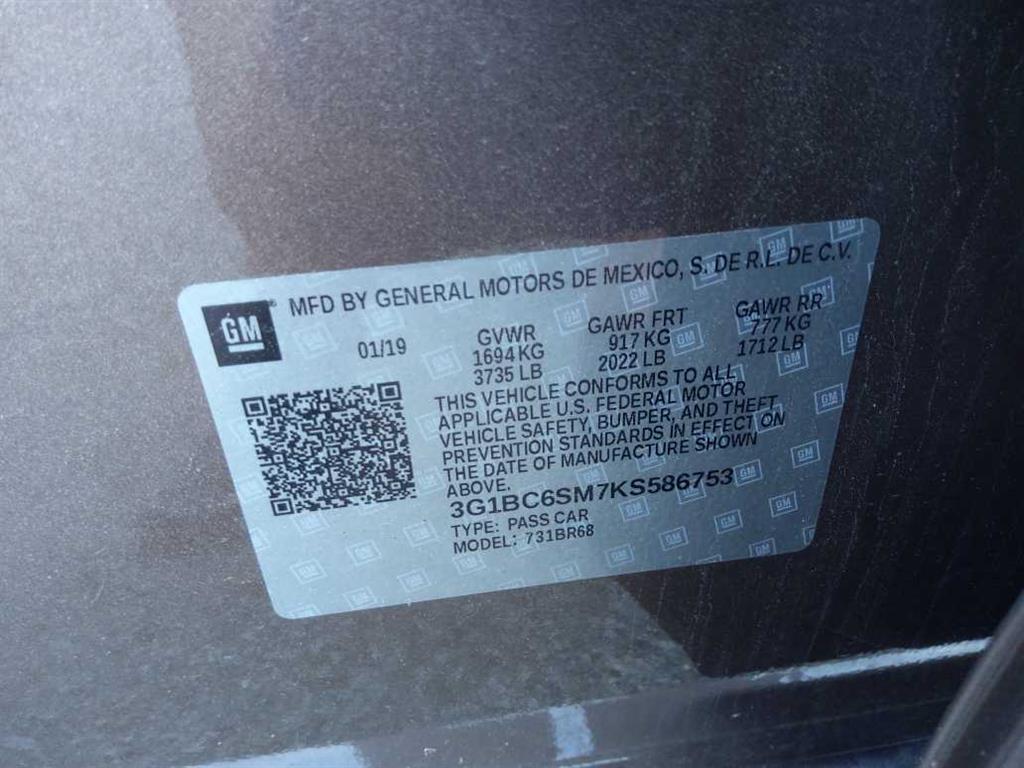 GM
MFD BY GENERAL MOTORS DE MEXICO, S. DE R.L. DE C.V.
01/19
GVWR
1694 KG
3735 LB
GAWR FRT
917 KG
2022 LB
GAWR RR
777 KG
1712 LB
THIS VEHICLE CONFORMS TO ALL
APPLICABLE U.S. FEDERAL MOTOR
VEHICLE SAFETY, BUMPER, AND THEFT
PREVENTION STANDARDS IN EFFECT ON
THE DATE OF MANUFACTURE SHOWN
ABOVE.
3G1BC6SM7KS586753
TYPE: PASS CAR
MODEL: 731BR68